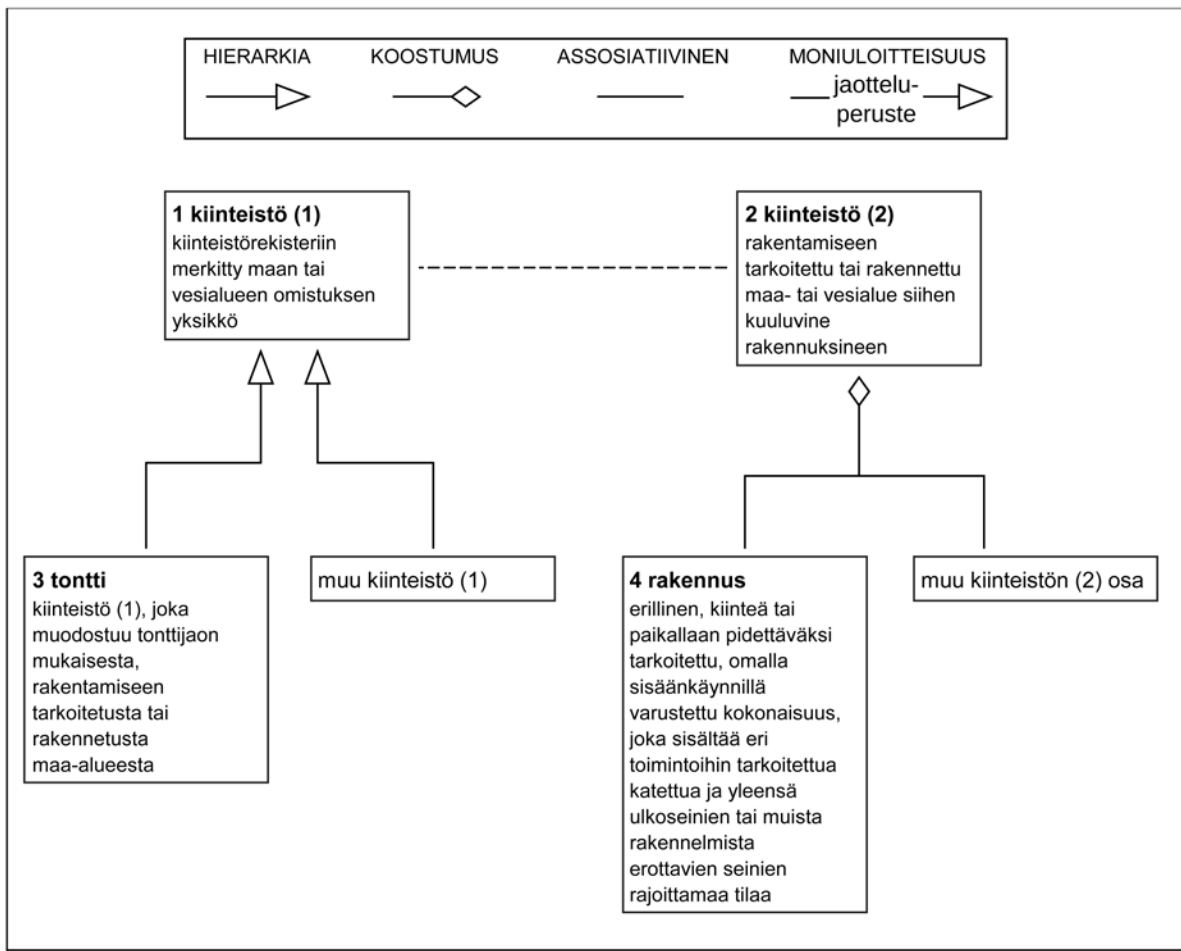 HIERARKIA
KOOSTUMUS
ASSOSIATIIVINEN
MONIULOITTEISUUS
jaottelu-
peruste
1 kiinteistö (1)
kiinteistörekisteriin
merkitty maan tai
vesialueen omistuksen
yksikkö
2 kiinteistö (2)
rakentamiseen
tarkoitettu tai rakennettu
maa- tai vesialue siihen
kuuluvine
rakennuksineen
3 tontti
kiinteistö (1), joka
muodostuu tonttijaon
mukaisesta,
rakentamiseen
tarkoitetusta tai
rakennetusta
maa-alueesta
muu kiinteistö (1)
4 rakennus
erillinen, kiinteä tai
paikallaan pidettäväksi
tarkoitettu, omalla
sisäänkäynnillä
varustettu kokonaisuus,
joka sisältää eri
toimintoihin tarkoitettua
katettua ja yleensä
ulkoseinien tai muista
rakennelmista
erottavien seinien
rajoittamaa tilaa
muu kiinteistön (2) osa